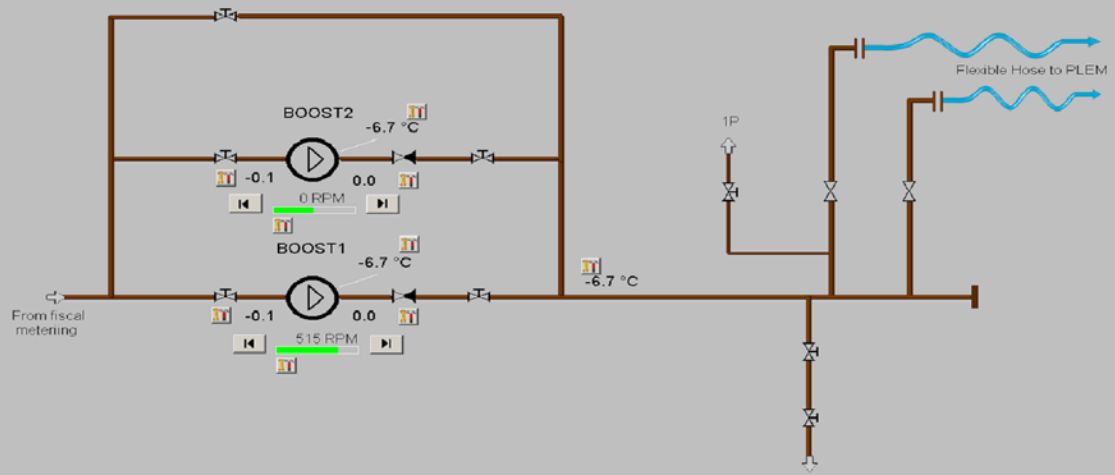 Flexible Hose to PLEM
BOOST2
-6.7 °C
1P
-0.1
0.0
0 RPM
BOOST1
-6.7 °C
-6.7 °C
From fiscal
meteriing
-0.1
0.0
515 RPM